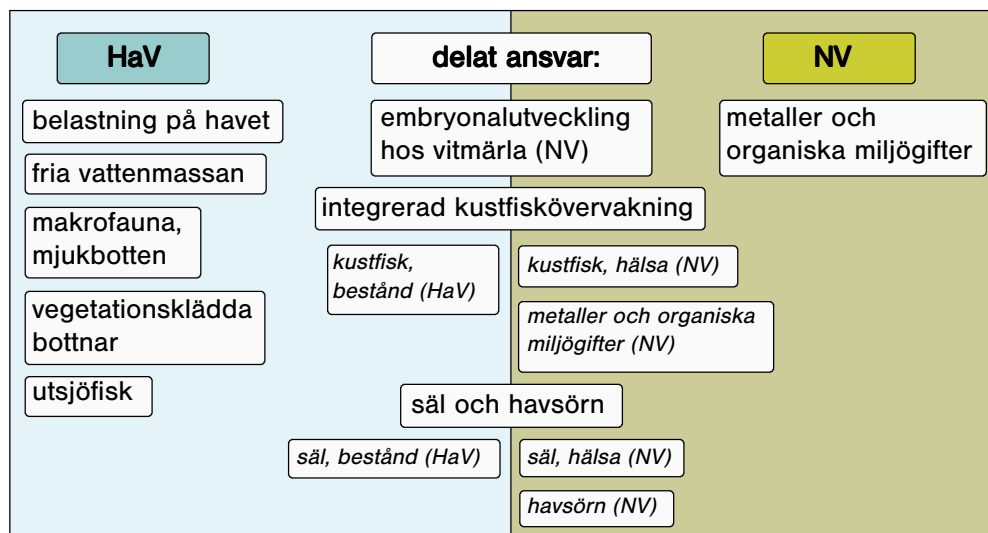 HaV
belastning på havet
fria vattenmassan
makrofauna,
mjukbotten
vegetationsklädda
bottnar
utsjöfisk
delat ansvar:
embryonalutveckling
hos vitmärla (NV)
integrerad kustfiskövervakning
kustfisk,
bestånd (HaV)
kustfisk, hälsa (NV)
metaller och organiska
miljögifter (NV)
säl och havsörn
säl, bestånd (HaV)
säl, hälsa (NV)
havsörn (NV)
NV
metaller och
organiska miljögifter